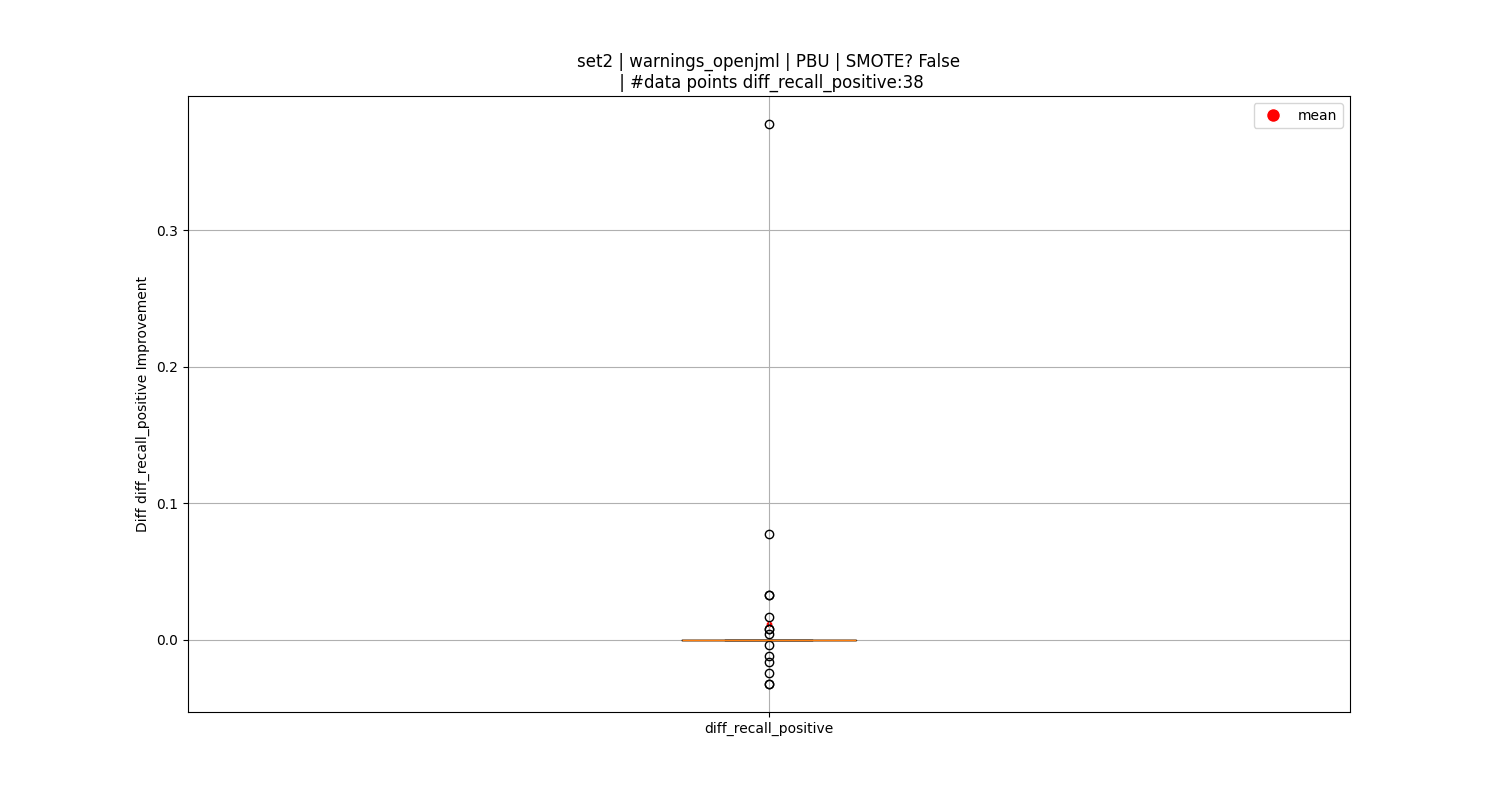 set2 | warnings_openjml | PBU | SMOTE? False
| #data points diff_recall_positive:38
mean
0.3
0.2
0.1
0.0
Diff diff_recall_positive Improvement
diff_recall_positive